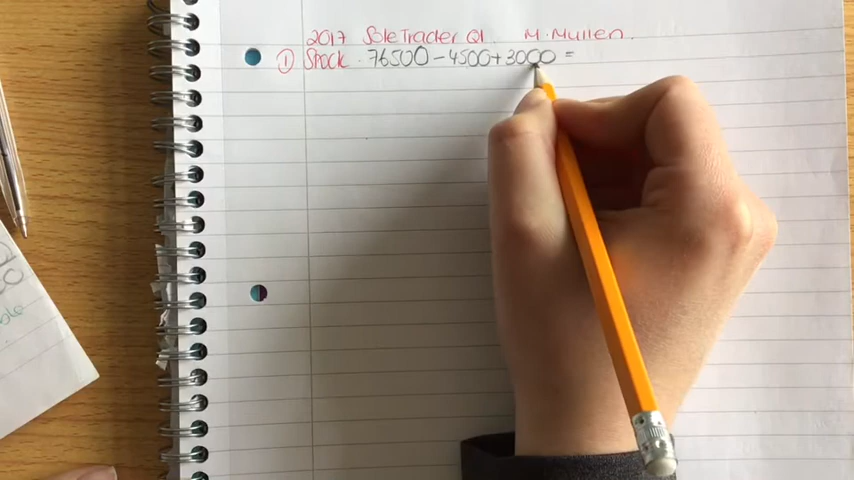 2017 Sole Trader Q1 M. Mullen.
① Stock. 76500 - 4500 + 3000 =